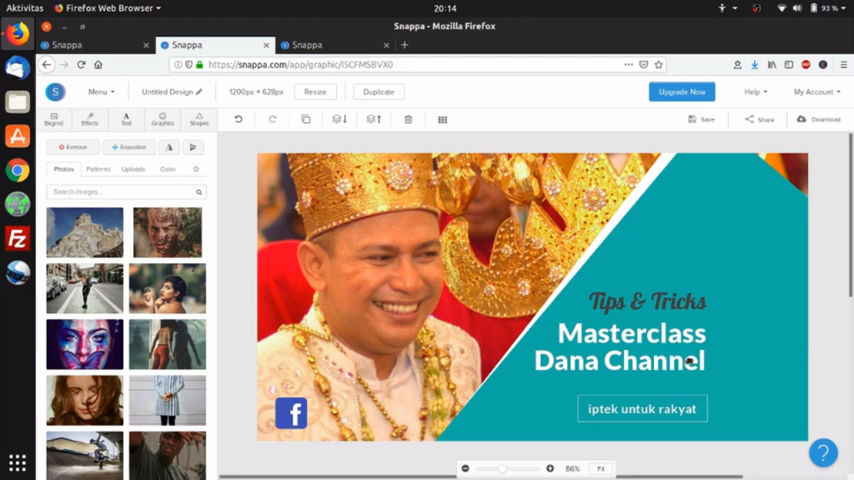 Aktivitas
Firefox Web Browser
20:14
93 %
Snappa - Mozilla Firefox
Snappa
Snappa
Snappa
https://snappa.com/app/graphic/
Menu
Untitled Design
1200px × 628px
Resize
Duplicate
Upgrade Now
Help
My Account
Bkgrnd
Effects
Text
Graphics
Shapes
Save
Share
Download
Remove
Reposition
Photos
Patterns
Uploads
Color
Search images...
Tips & Tricks
Masterclass
Dana Channel
iptek untuk rakyat
f
86%
Fit
?